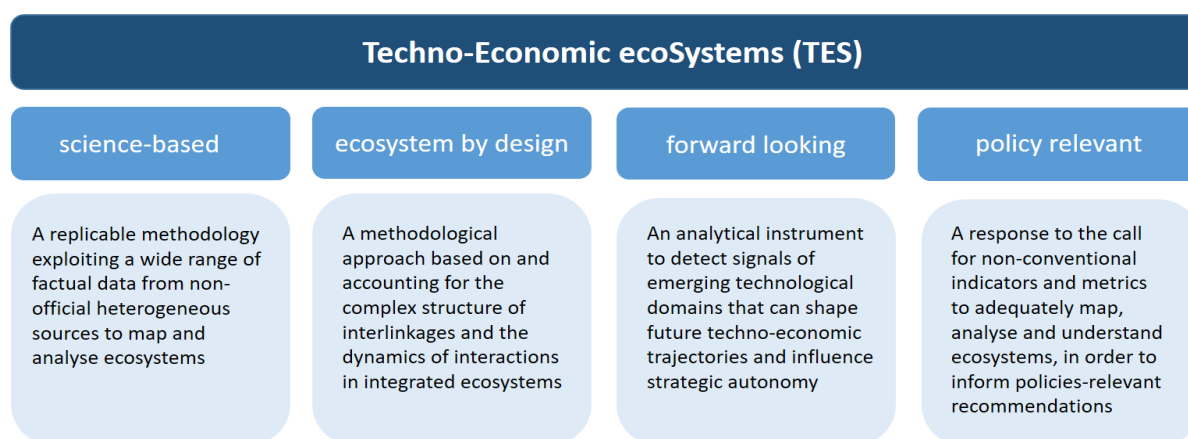 Techno-Economic ecoSystems (TES)
science-based
A replicable methodology
exploiting a wide range of
factual data from non-
official heterogeneous
sources to map and
analyse ecosystems
ecosystem by design
A methodological
approach based on and
accounting for the
complex structure of
interlinkages and the
dynamics of interactions
in integrated ecosystems
forward looking
An analytical instrument
to detect signals of
emerging technological
domains that can shape
future techno-economic
trajectories and influence
strategic autonomy
policy relevant
A response to the call
for non-conventional
indicators and metrics
to adequately map,
analyse and understand
ecosystems, in order to
inform policies-relevant
recommendations